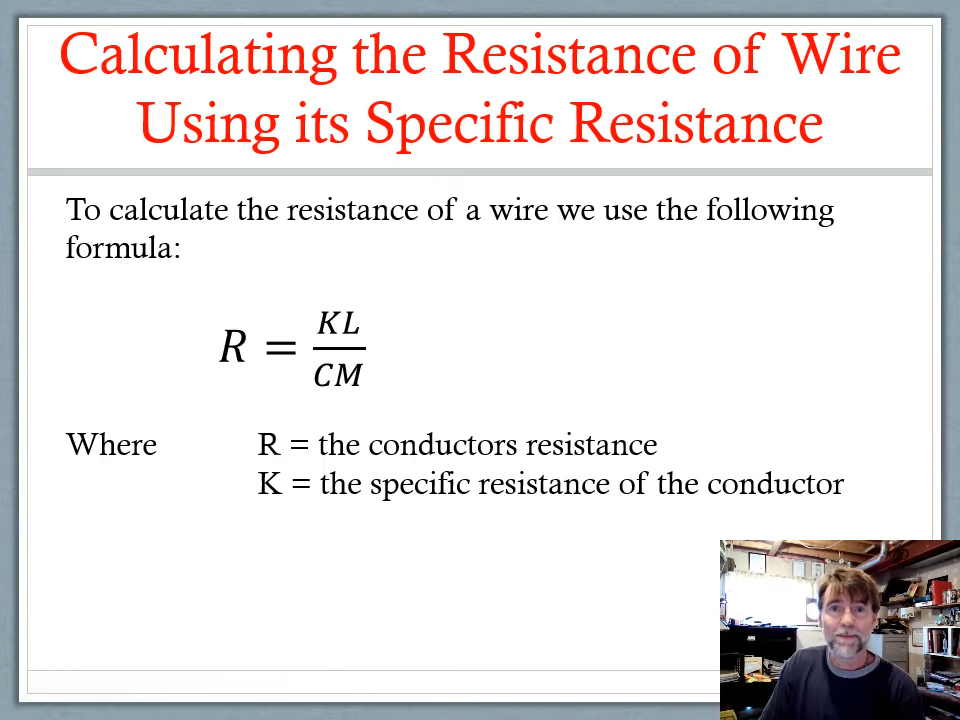 Calculating the Resistance of Wire
Using its Specific Resistance
To calculate the resistance of a wire we use the following
formula:
R = KL / CM
Where R = the conductors resistance
K = the specific resistance of the conductor